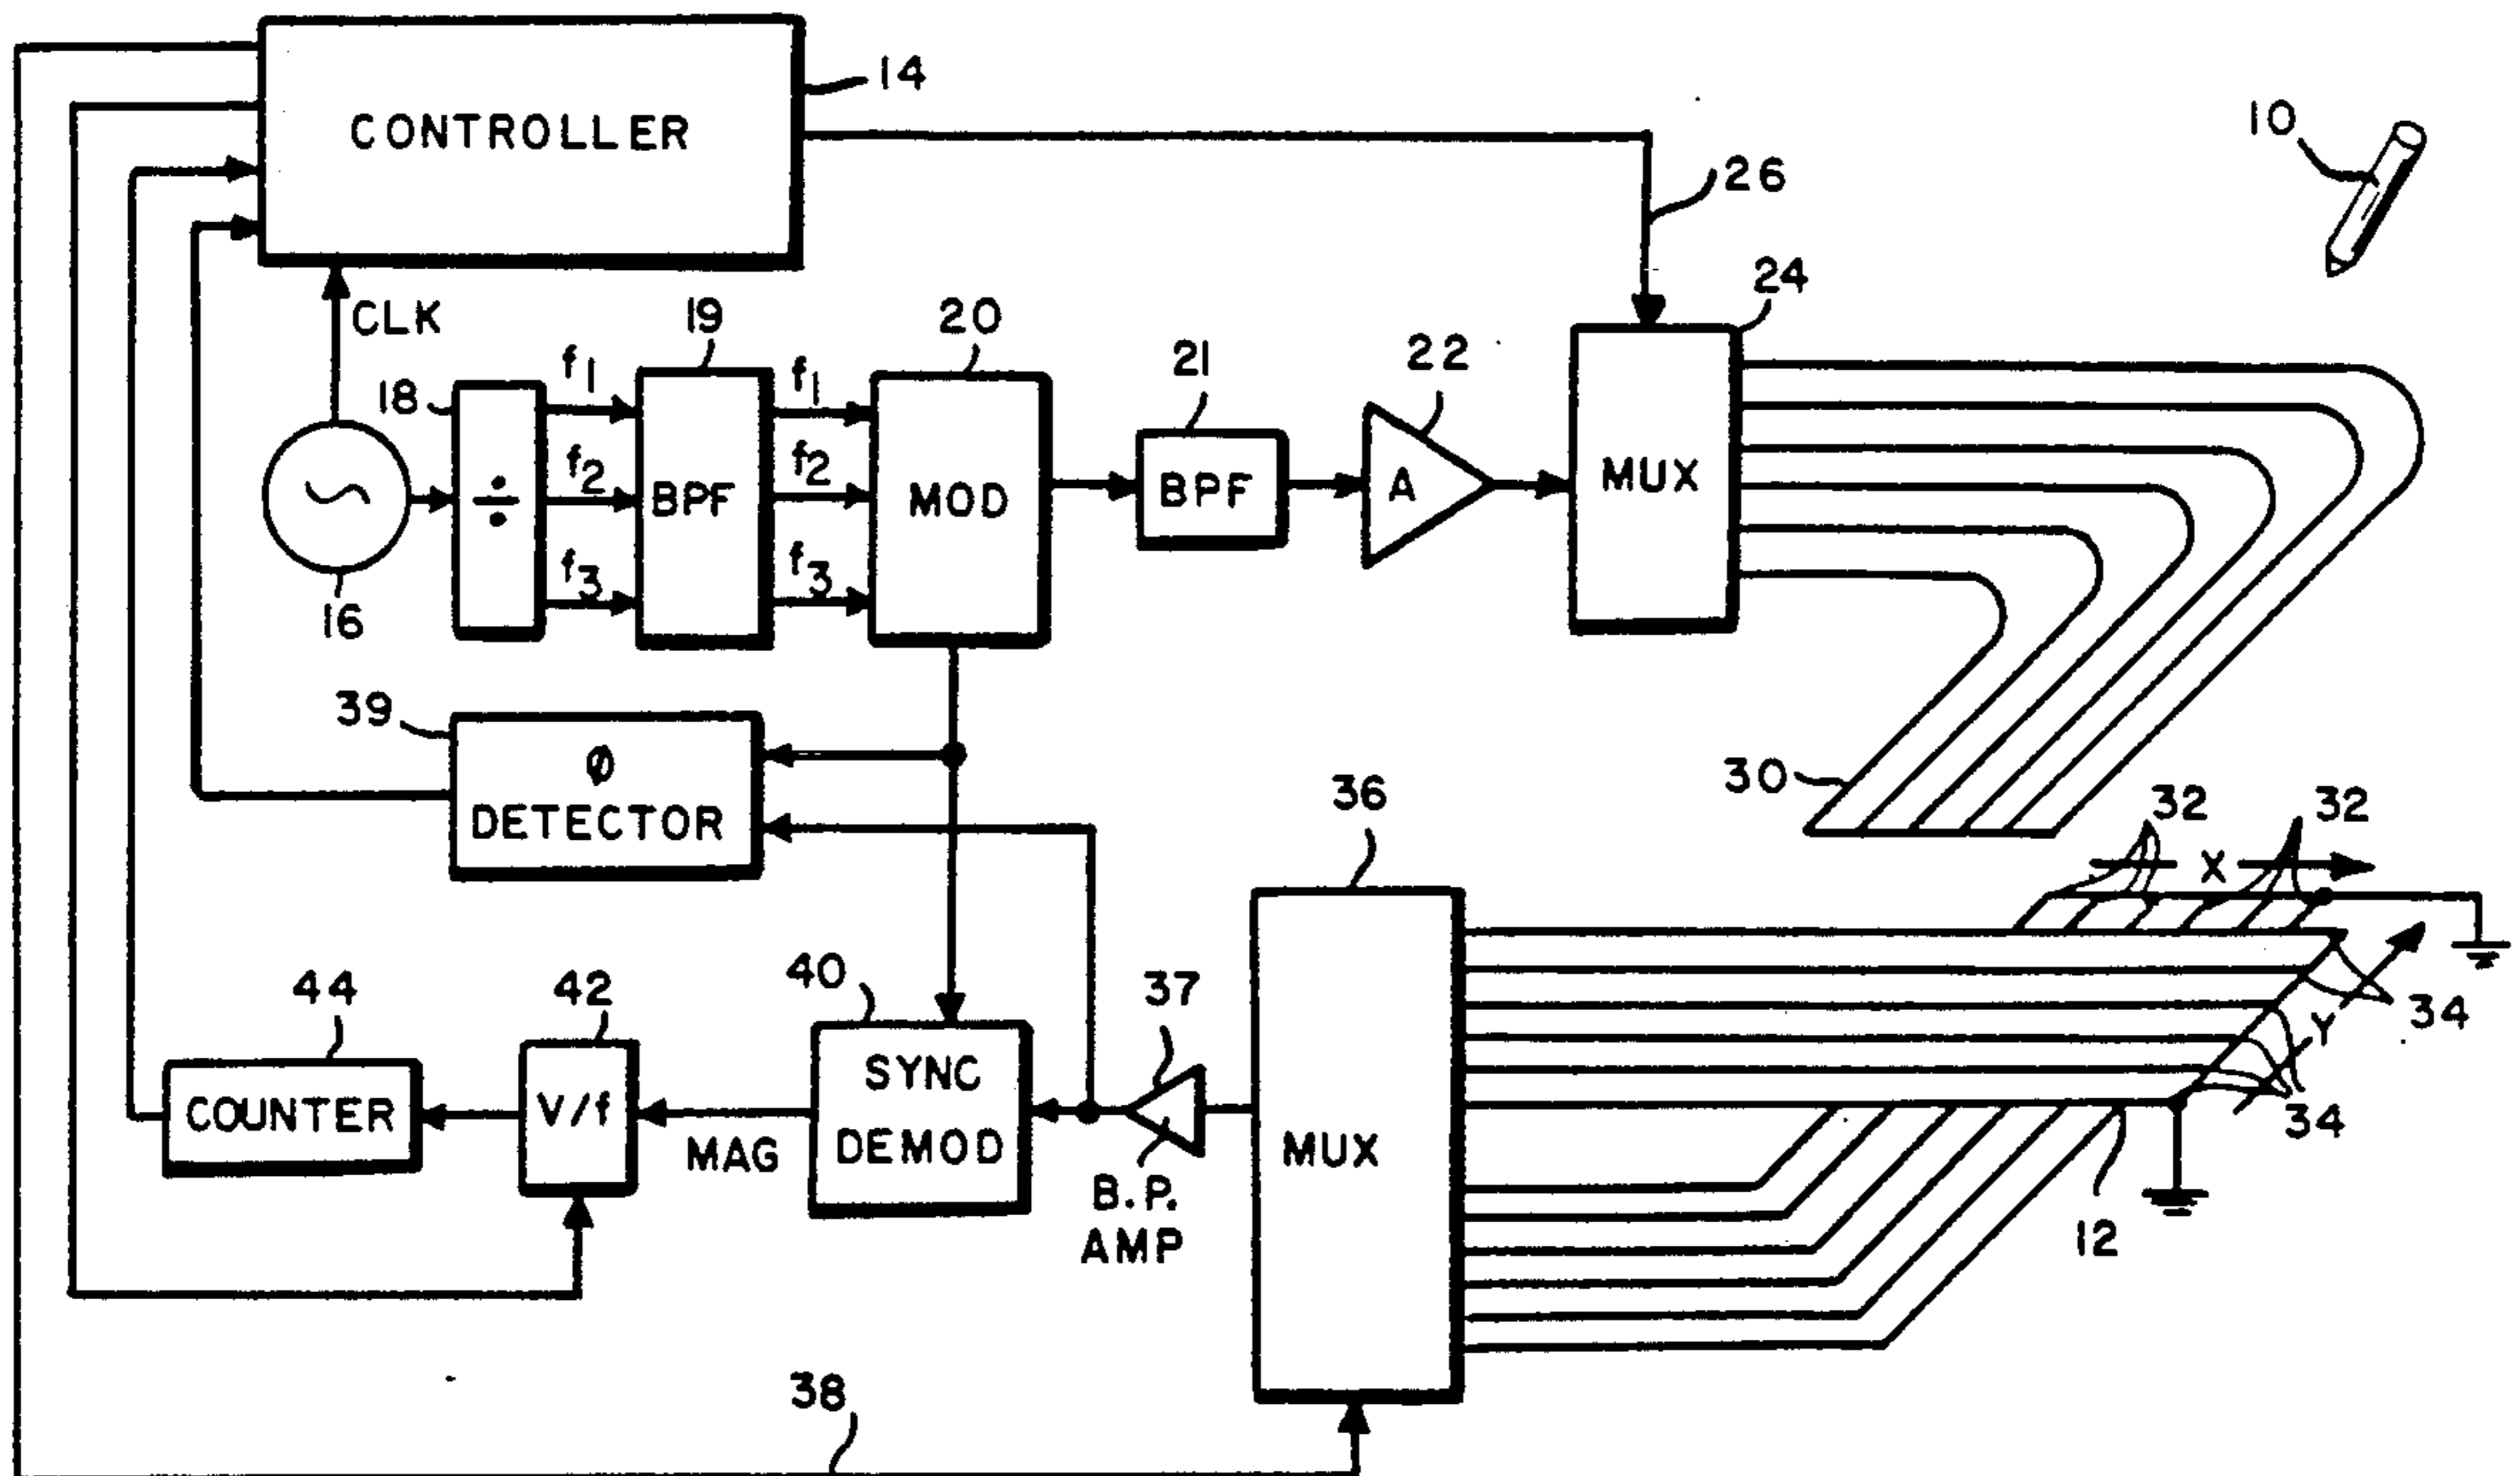 CONTROLLER
14
10
26
24
CLK
19
20
f1
f1
21
22
18
f2
f2
÷
BPF
MOD
BPF
A
MUX
f3
f3
16
39
φ
DETECTOR
30
36
32
32
X
40
37
44
42
34
Y
SYNC
DEMOD
COUNTER
V/f
MAG
MUX
34
B.P.
AMP
12
38